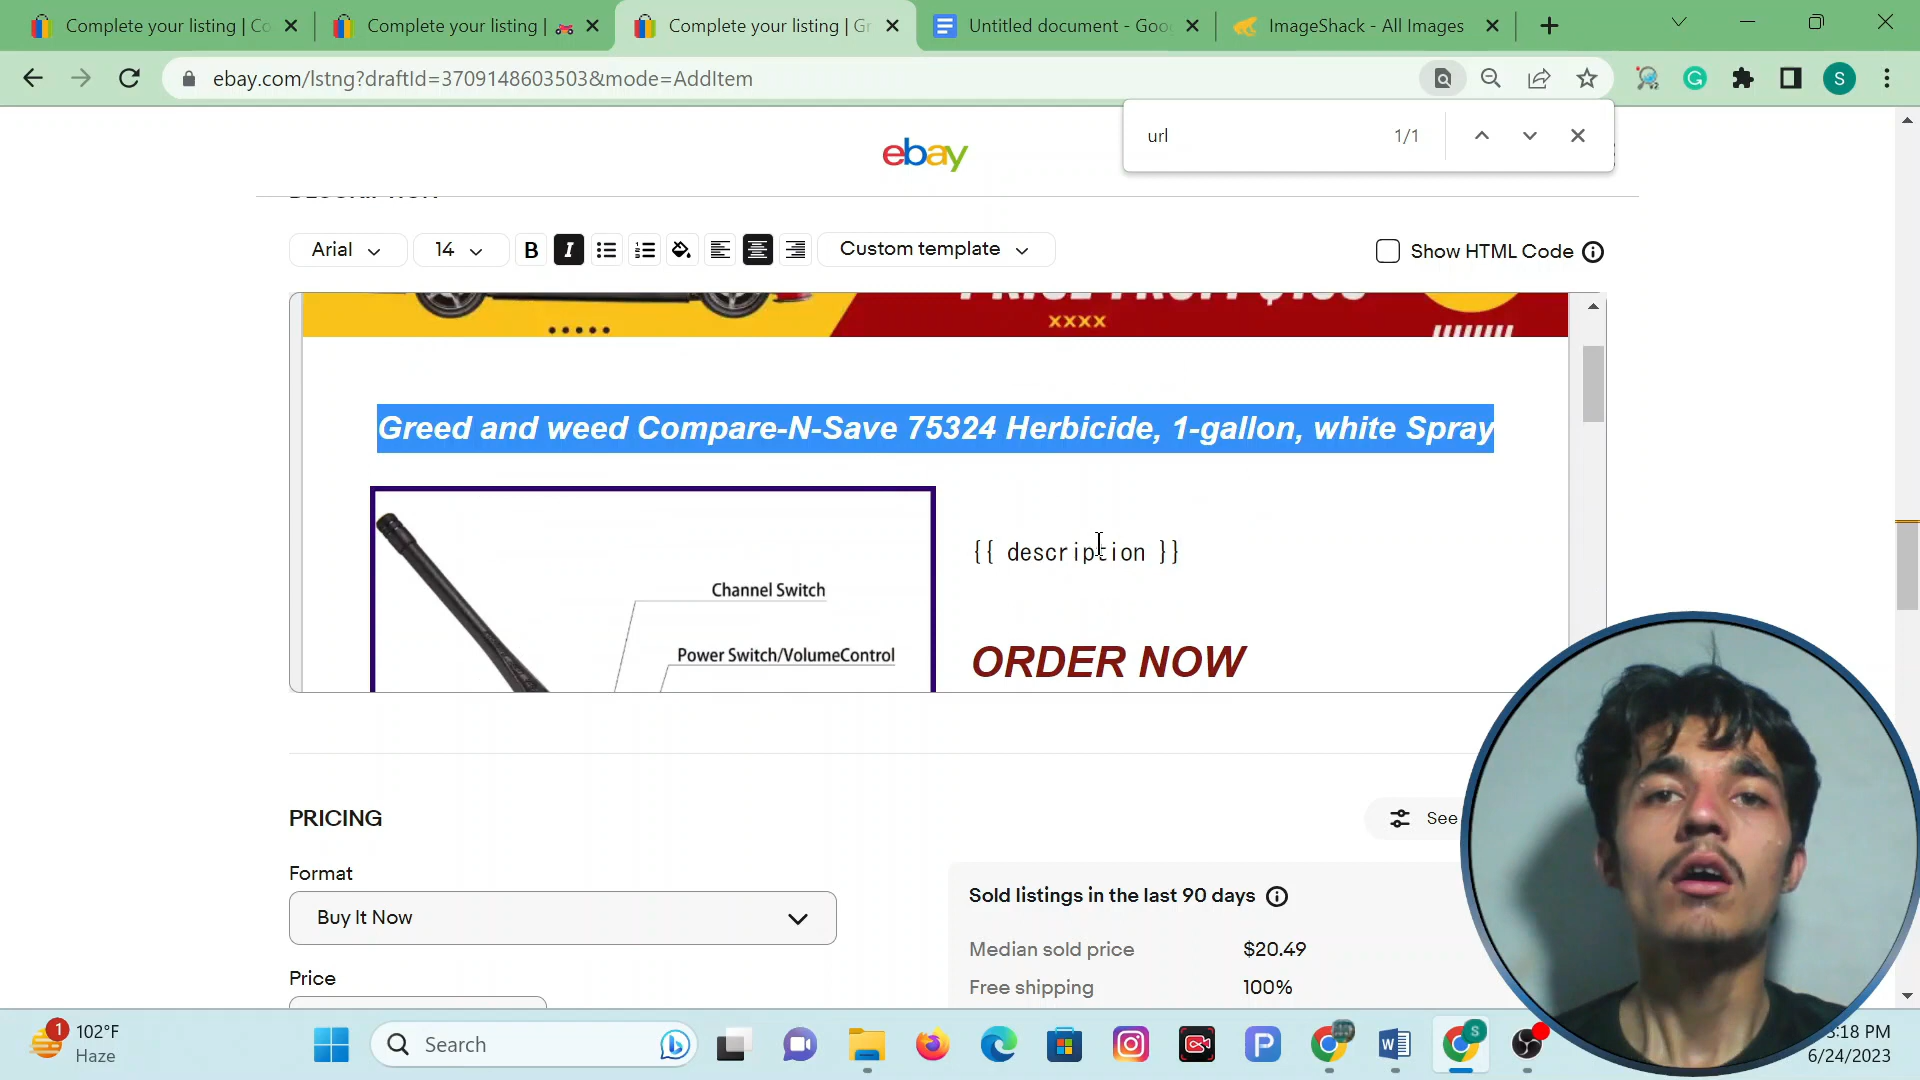 Complete your listing | Co
Complete your listing |
Complete your listing | Gr
Untitled document - Goo
ImageShack - All Images
ebay.com/lstng?draftId=3709148603503&mode=AddItem
S
url
1/1
ebay
Arial
14
B
I
Custom template
Show HTML Code
xxxx
Greed and weed Compare-N-Save 75324 Herbicide, 1-gallon, white Spray
{{ description }}
Channel Switch
Power Switch/VolumeControl
ORDER NOW
PRICING
See
Format
Buy It Now
Sold listings in the last 90 days
Price
Median sold price
$20.49
Free shipping
100%
1
102°F
Haze
Search
:18 PM
6/24/2023